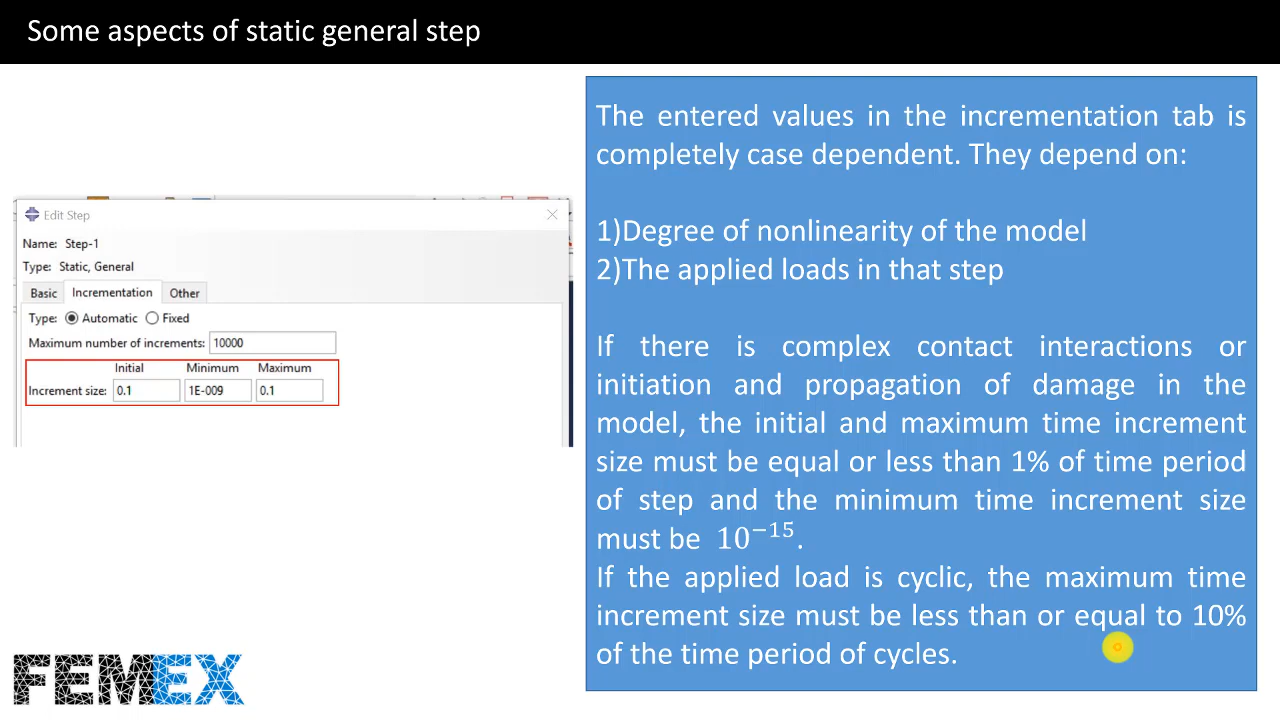 Some aspects of static general step
Edit Step
Name: Step-1
Type: Static, General
Basic Incrementation Other
Type: Automatic Fixed
Maximum number of increments: 10000
Initial Minimum Maximum
Increment size: 0.1 1E-009 0.1
The entered values in the incrementation tab is
completely case dependent. They depend on:
1)Degree of nonlinearity of the model
2)The applied loads in that step
If there is complex contact interactions or
initiation and propagation of damage in the
model, the initial and maximum time increment
size must be equal or less than 1% of time period
of step and the minimum time increment size
must be 10⁻¹⁵.
If the applied load is cyclic, the maximum time
increment size must be less than or equal to 10%
of the time period of cycles.
FEMEX